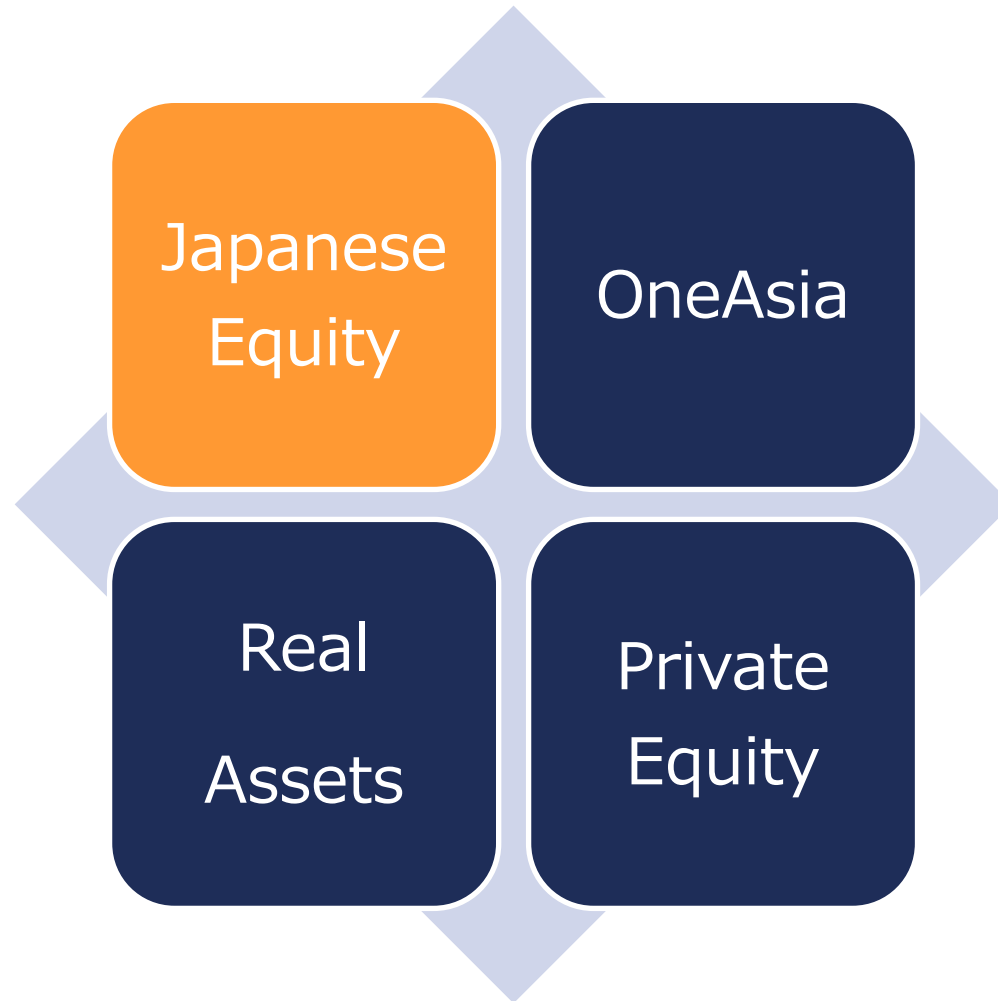 Japanese
Equity
OneAsia
Real
Assets
Private
Equity